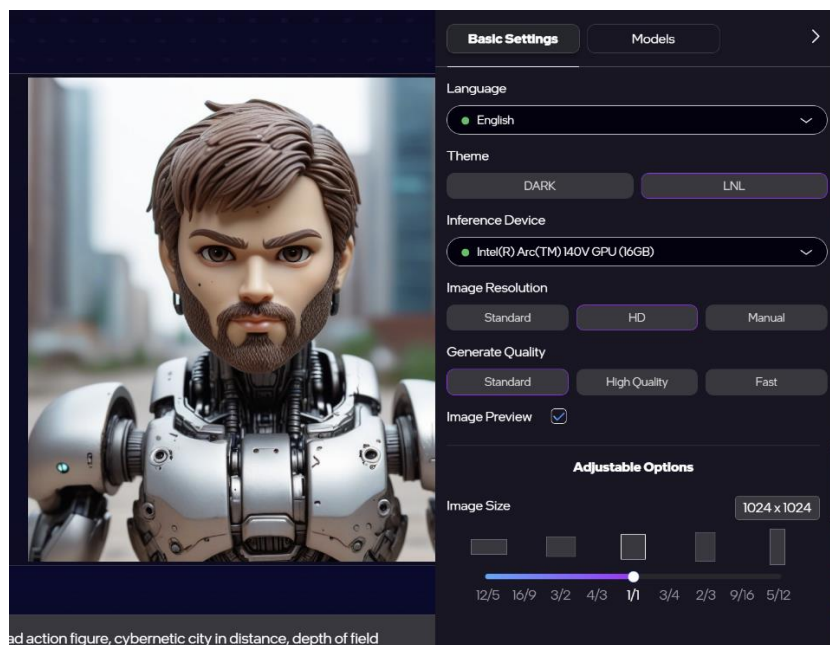 Basic Settings Models
Language
English
Theme
DARK LNL
Inference Device
Intel(R) Arc(TM) 140V GPU (16GB)
Image Resolution
Standard HD Manual
Generate Quality
Standard High Quality Fast
Image Preview
Adjustable Options
Image Size 1024 x 1024
12/5 16/9 3/2 4/3 1/1 3/4 2/3 9/16 5/12
ad action figure, cybernetic city in distance, depth of field